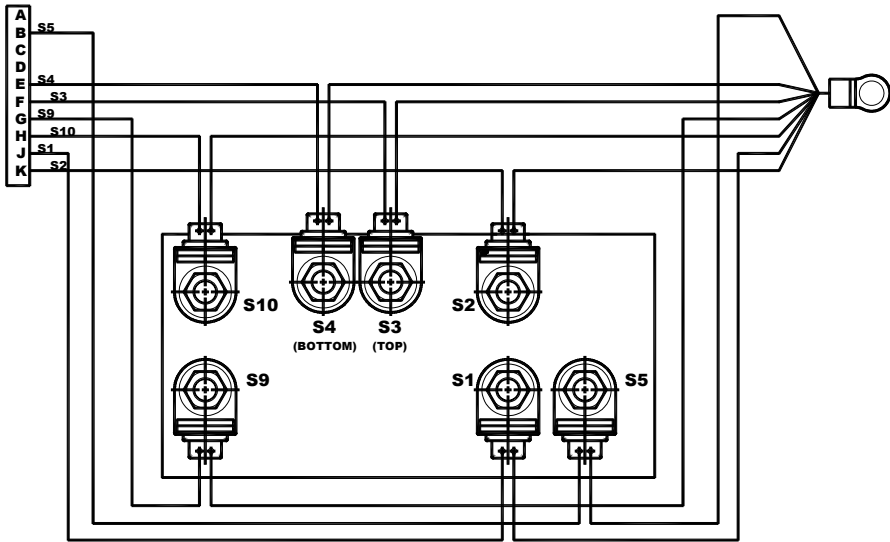 A
B S5
C
D
E S4
F S3
G S9
H S10
J S1
K S2
S10
S4
(BOTTOM)
S3
(TOP)
S2
S9
S1
S5